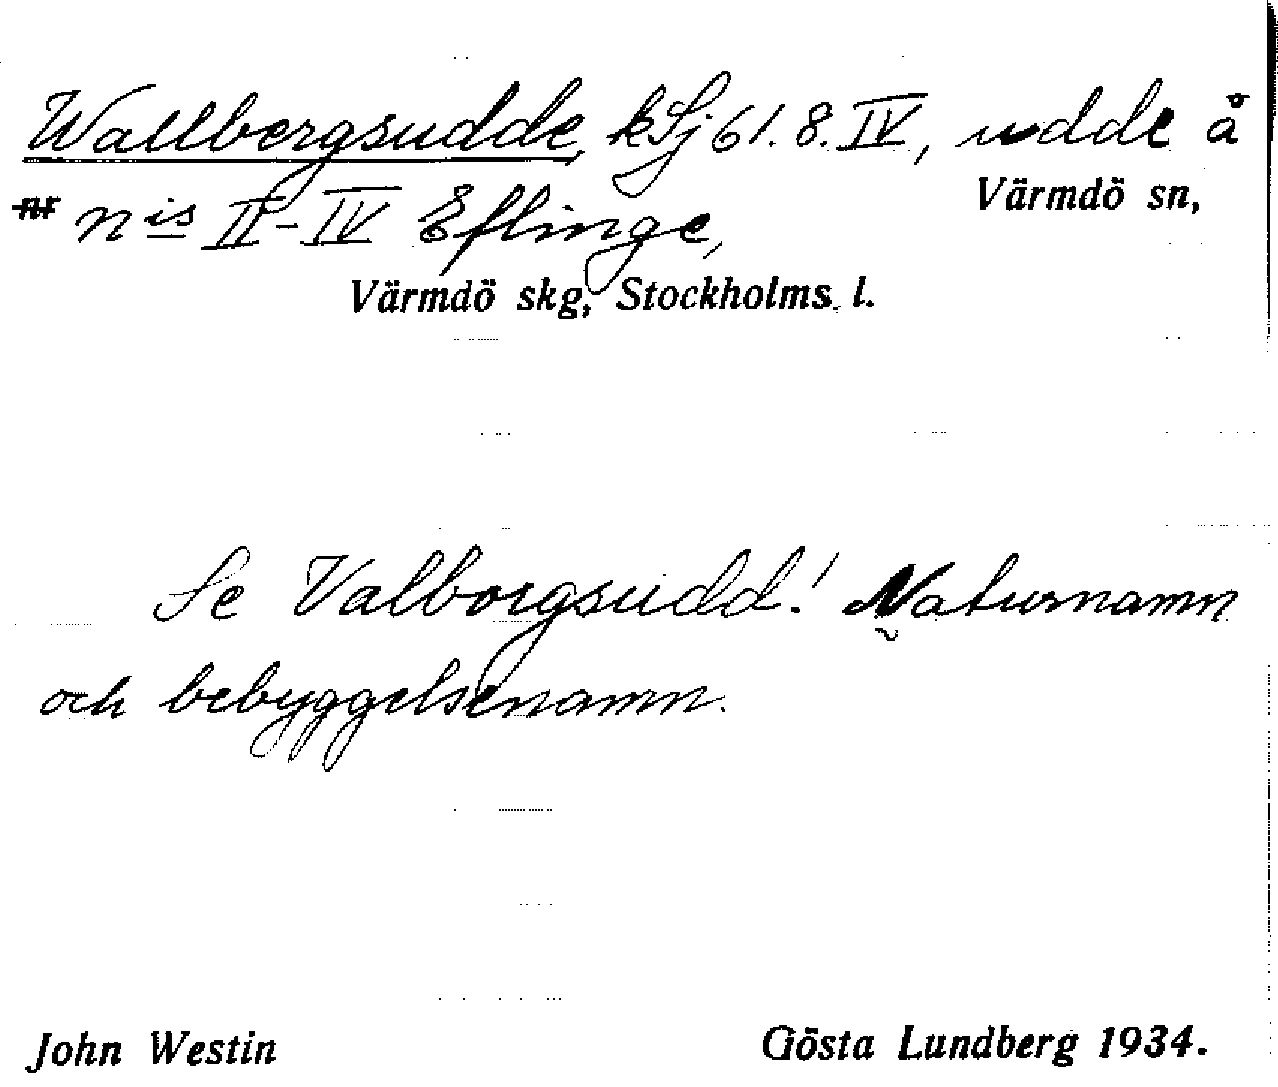 Wallbergsudde, kSj 61.8.IV, udde å
nis II-IV Eflinge,
Värmdö sn,
Värmdö skg, Stockholms. l.
Se Valborgsudd! Naturnamn
och bebyggelsenamn.
John Westin
Gösta Lundberg 1934.